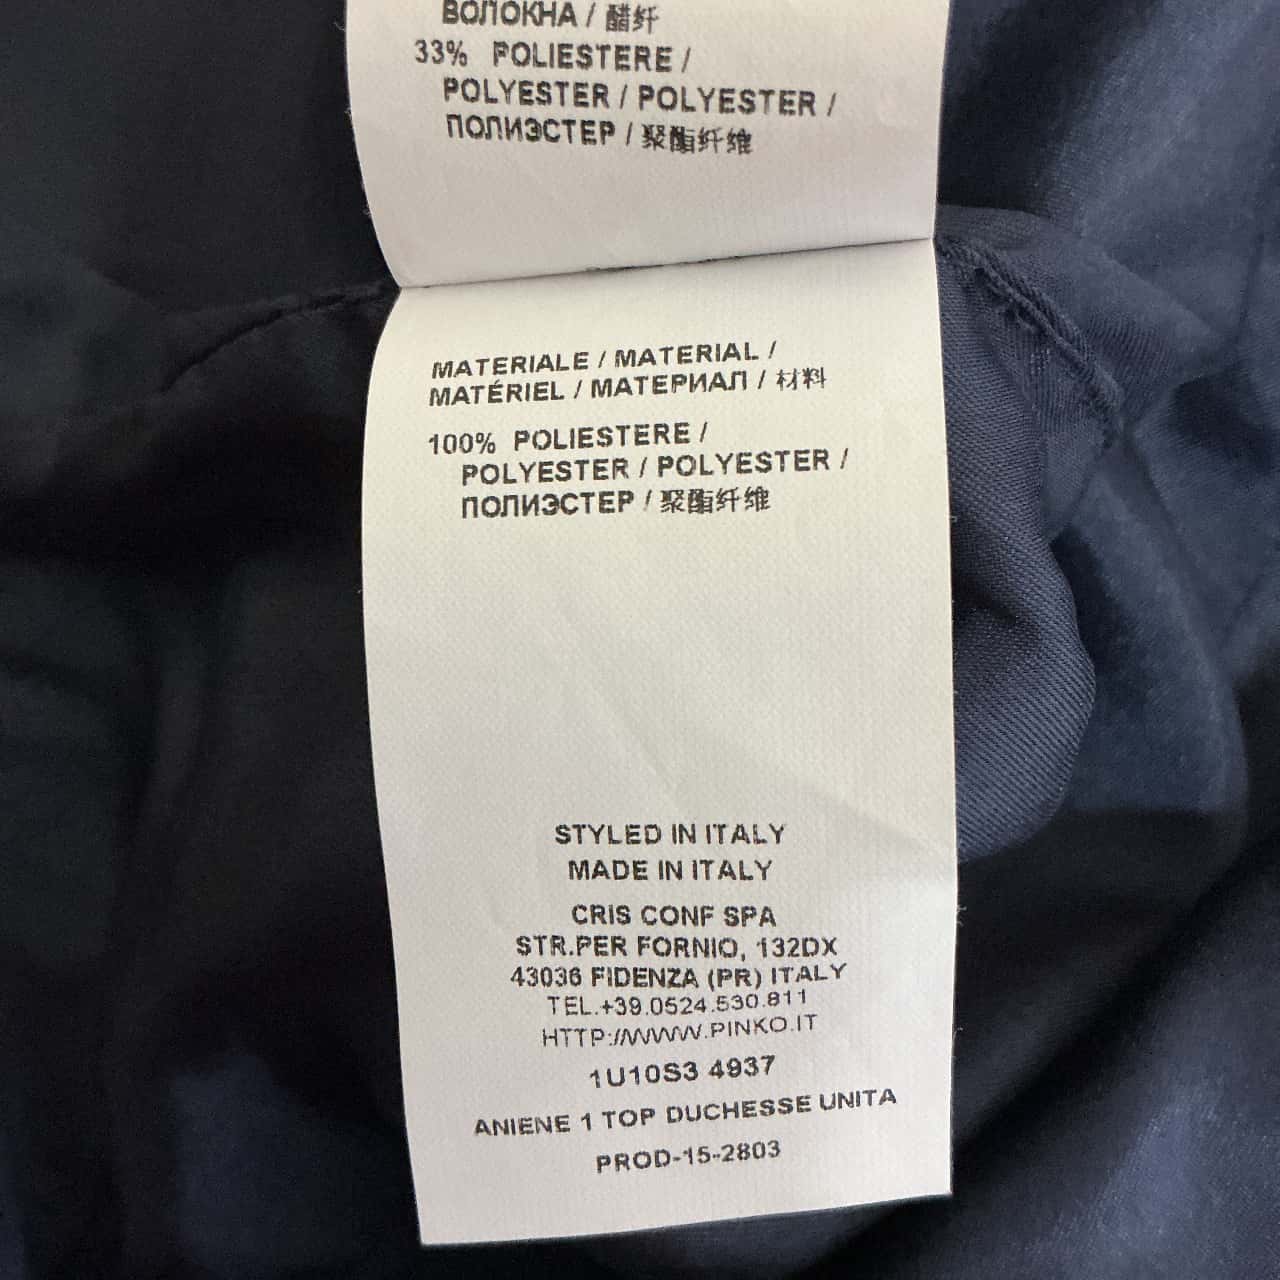 ВОЛОКНА / 醋纤
33% POLIESTERE /
POLYESTER / POLYESTER /
ПОЛИЭСТЕР / 聚酯纤维
MATERIALE / MATERIAL /
MATÉRIEL / МАТЕРИАЛ / 材料
100% POLIESTERE /
POLYESTER / POLYESTER /
ПОЛИЭСТЕР / 聚酯纤维
STYLED IN ITALY
MADE IN ITALY
CRIS CONF SPA
STR.PER FORNIO, 132DX
43036 FIDENZA (PR) ITALY
TEL.+39.0524.530.811
HTTP://WWW.PINKO.IT
1U10S3 4937
ANIENE 1 TOP DUCHESSE UNITA
PROD-15-2803